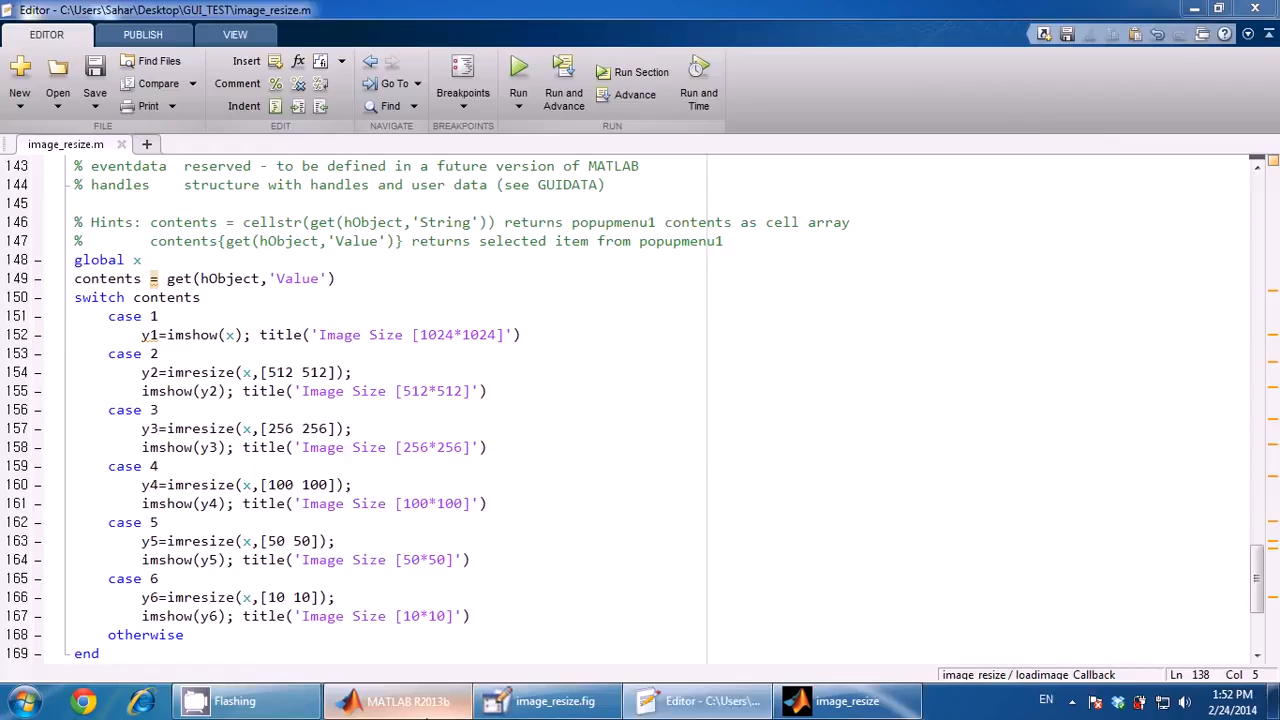 Editor - C:\Users\Sahar\Desktop\GUI_TEST\image_resize.m
EDITOR PUBLISH VIEW
New Open Save Find Files Compare Print
Insert Comment Indent
Go To Find
Breakpoints
Run Run and Advance Run Section Advance Run and Time
FILE EDIT NAVIGATE BREAKPOINTS RUN
image_resize.m
143 % eventdata  reserved - to be defined in a future version of MATLAB
144 % handles    structure with handles and user data (see GUIDATA)
145
146 % Hints: contents = cellstr(get(hObject,'String')) returns popupmenu1 contents as cell array
147 %        contents{get(hObject,'Value')} returns selected item from popupmenu1
148 – global x
149 – contents = get(hObject,'Value')
150 – switch contents
151 – case 1
152 – y1=imshow(x); title('Image Size [1024*1024]')
153 – case 2
154 – y2=imresize(x,[512 512]);
155 – imshow(y2); title('Image Size [512*512]')
156 – case 3
157 – y3=imresize(x,[256 256]);
158 – imshow(y3); title('Image Size [256*256]')
159 – case 4
160 – y4=imresize(x,[100 100]);
161 – imshow(y4); title('Image Size [100*100]')
162 – case 5
163 – y5=imresize(x,[50 50]);
164 – imshow(y5); title('Image Size [50*50]')
165 – case 6
166 – y6=imresize(x,[10 10]);
167 – imshow(y6); title('Image Size [10*10]')
168 – otherwise
169 – end
image_resize / loadimage_Callback Ln 138 Col 5
Flashing MATLAB R2013b image_resize.fig Editor - C:\Users\... image_resize EN 1:52 PM
2/24/2014